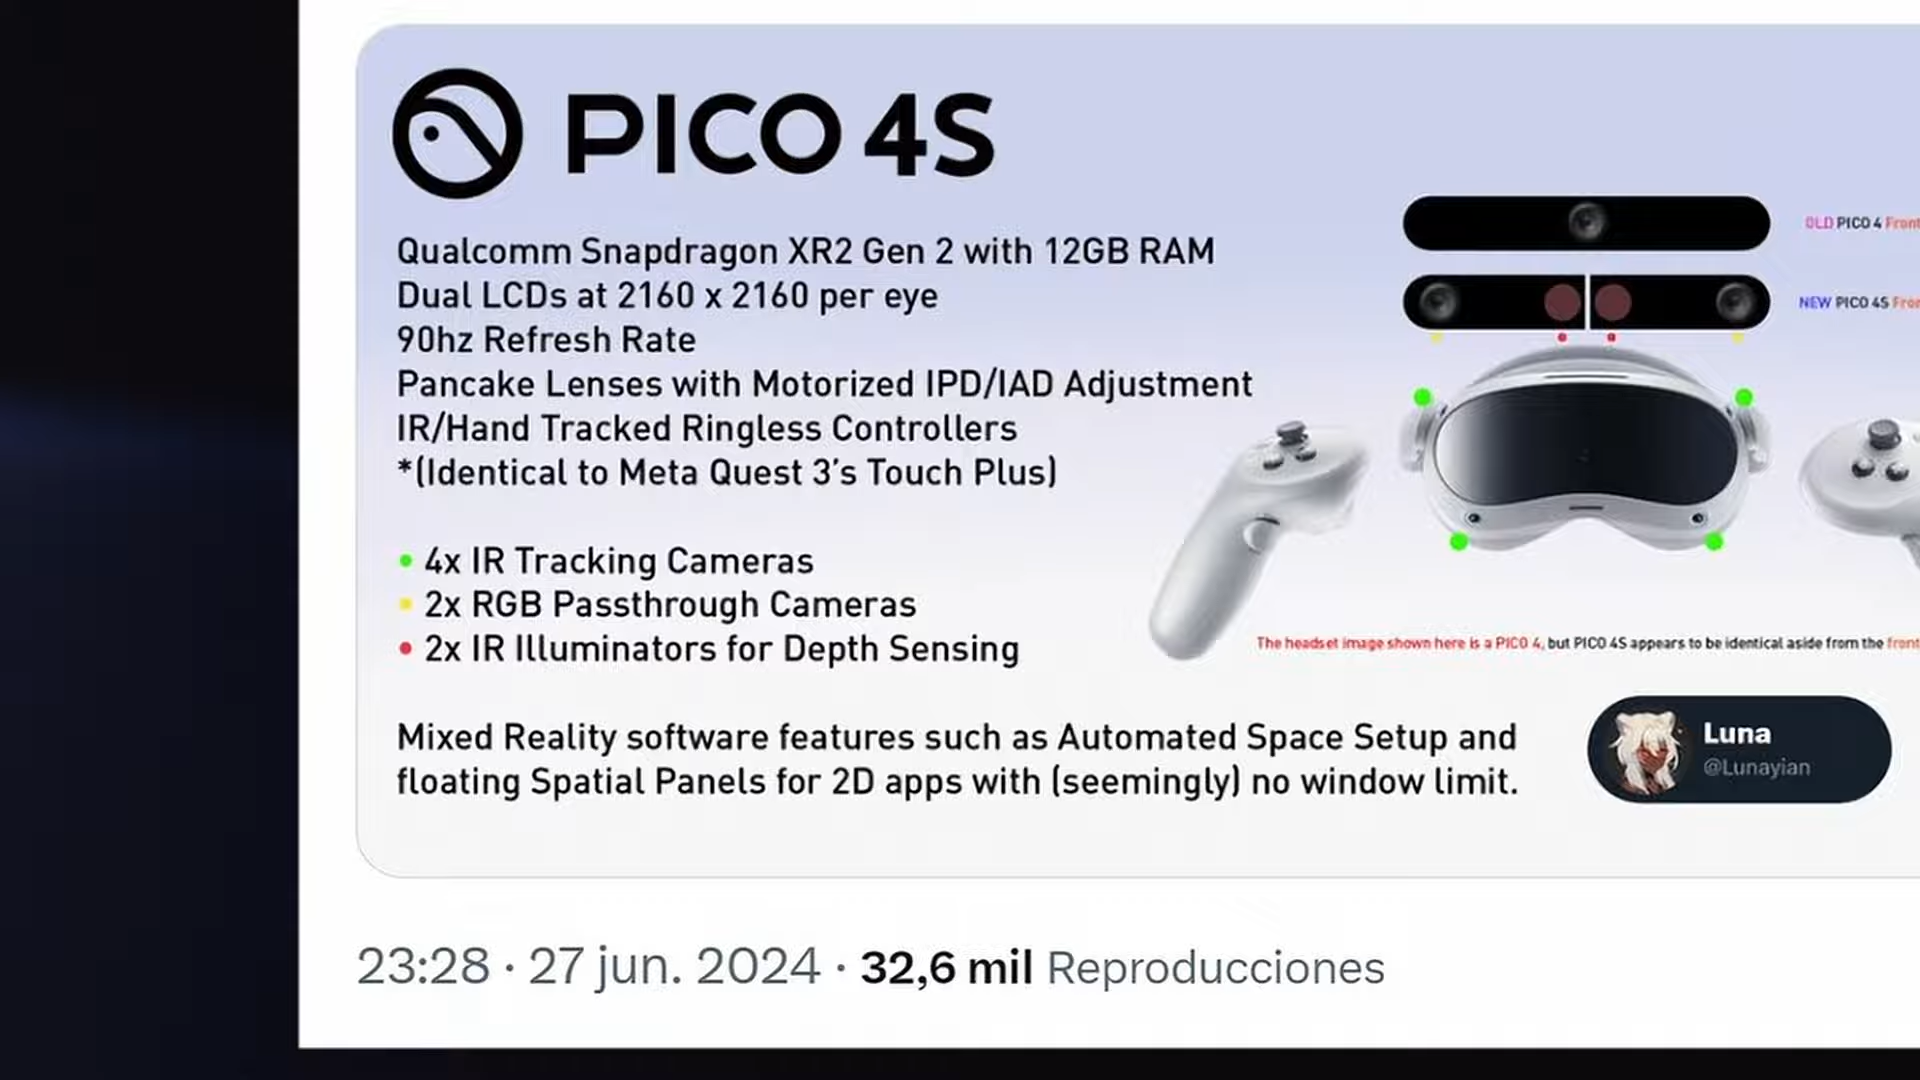 PICO 4S
OLD PICO 4 Front
NEW PICO 4S Fron
Qualcomm Snapdragon XR2 Gen 2 with 12GB RAM
Dual LCDs at 2160 x 2160 per eye
90hz Refresh Rate
Pancake Lenses with Motorized IPD/IAD Adjustment
IR/Hand Tracked Ringless Controllers
*(Identical to Meta Quest 3's Touch Plus)
4x IR Tracking Cameras
2x RGB Passthrough Cameras
2x IR Illuminators for Depth Sensing
The headset image shown here is a PICO 4, but PICO 4S appears to be identical aside from the front
Mixed Reality software features such as Automated Space Setup and
floating Spatial Panels for 2D apps with (seemingly) no window limit.
Luna
@Lunayian
23:28 · 27 jun. 2024 · 32,6 mil Reproducciones